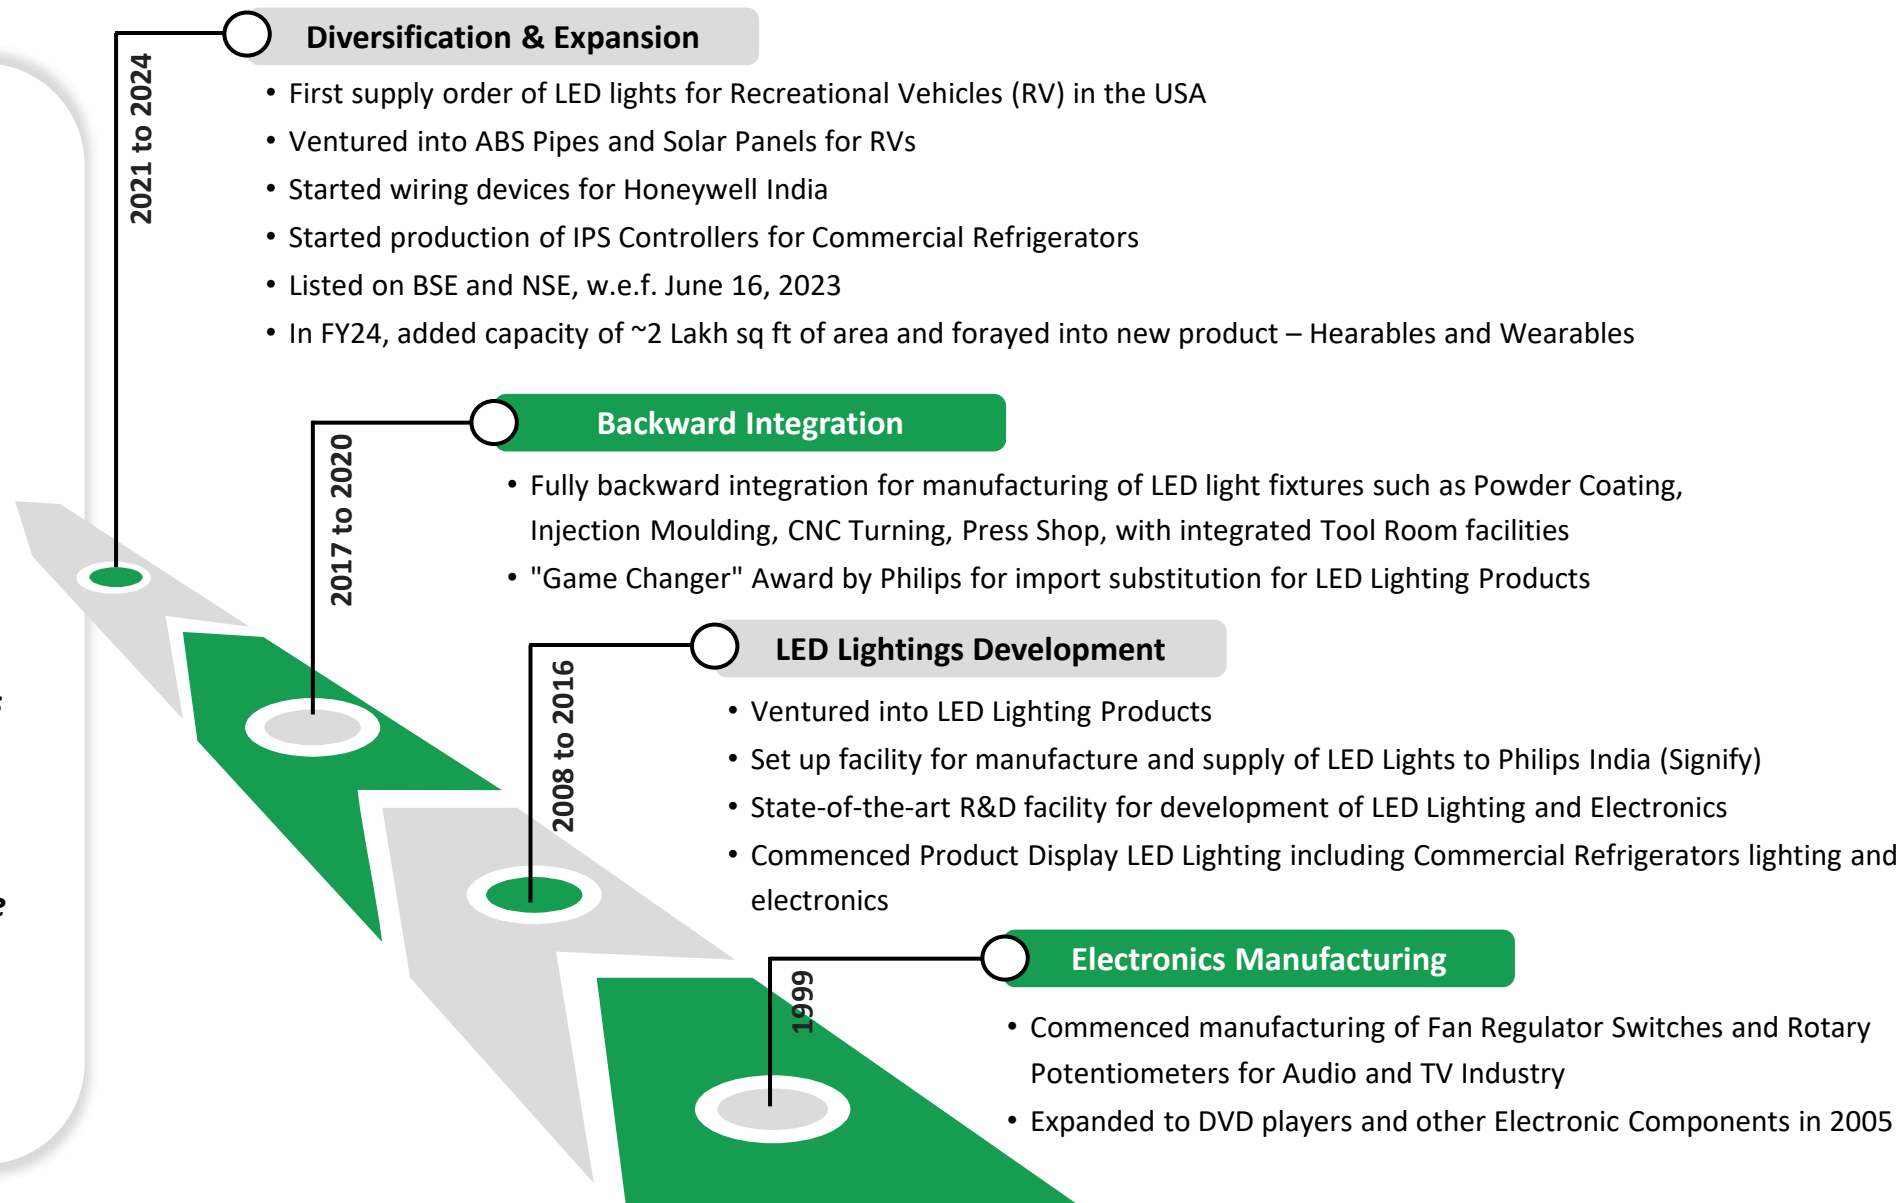 Diversification & Expansion
2021 to 2024
• First supply order of LED lights for Recreational Vehicles (RV) in the USA
• Ventured into ABS Pipes and Solar Panels for RVs
• Started wiring devices for Honeywell India
• Started production of IPS Controllers for Commercial Refrigerators
• Listed on BSE and NSE, w.e.f. June 16, 2023
• In FY24, added capacity of ~2 Lakh sq ft of area and forayed into new product – Hearables and Wearables
Backward Integration
2017 to 2020
• Fully backward integration for manufacturing of LED light fixtures such as Powder Coating,
Injection Moulding, CNC Turning, Press Shop, with integrated Tool Room facilities
• "Game Changer" Award by Philips for import substitution for LED Lighting Products
LED Lightings Development
2008 to 2016
• Ventured into LED Lighting Products
• Set up facility for manufacture and supply of LED Lights to Philips India (Signify)
• State-of-the-art R&D facility for development of LED Lighting and Electronics
• Commenced Product Display LED Lighting including Commercial Refrigerators lighting and
electronics
Electronics Manufacturing
1999
• Commenced manufacturing of Fan Regulator Switches and Rotary
Potentiometers for Audio and TV Industry
• Expanded to DVD players and other Electronic Components in 2005